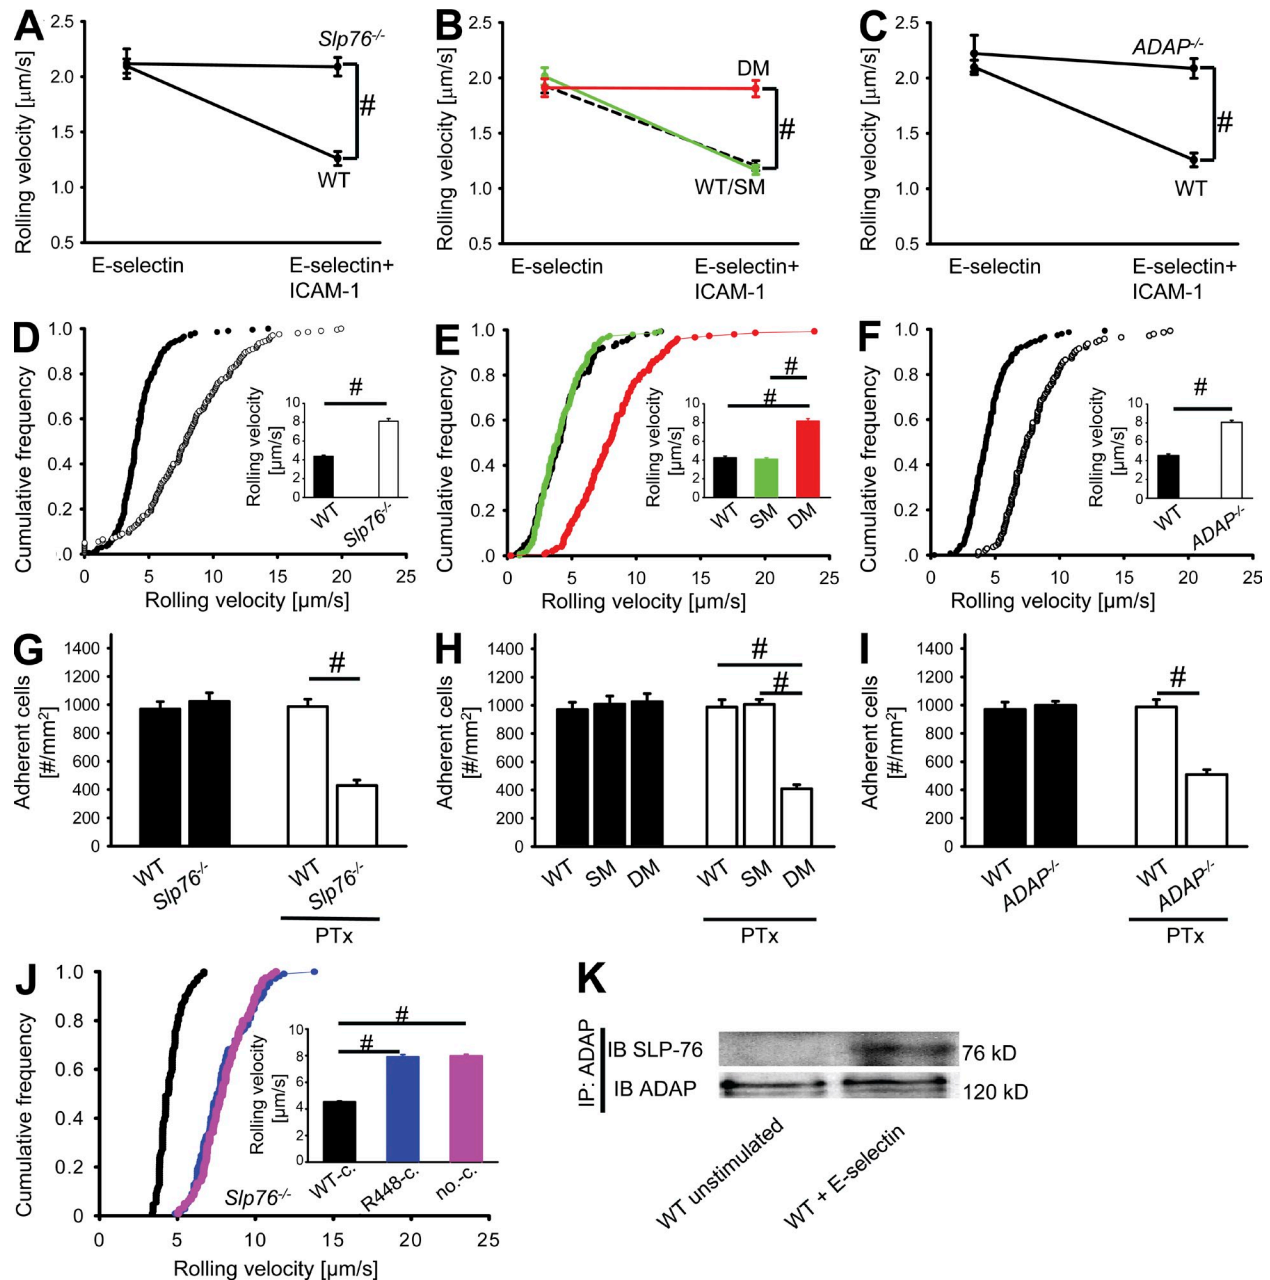 A
Rolling velocity [µm/s]
2.5
2.0
1.5
1.0
0.5
Slp76-/-
#
WT
E-selectin
E-selectin+
ICAM-1
B
Rolling velocity [µm/s]
2.5
2.0
1.5
1.0
0.5
DM
#
WT/SM
E-selectin
E-selectin+
ICAM-1
C
Rolling velocity [µm/s]
2.5
2.0
1.5
1.0
0.5
ADAP-/-
#
WT
E-selectin
E-selectin+
ICAM-1
D
Cumulative frequency
1.0
0.8
0.6
0.4
0.2
.0
0 5 10 15 20 25
Rolling velocity [µm/s]
Rolling velocity
[µm/s]
10
8
6
4
2
0
#
WT
Slp76-/-
E
Cumulative frequency
1.0
0.8
0.6
0.4
0.2
.0
0 5 10 15 20 25
Rolling velocity [µm/s]
Rolling velocity
[µm/s]
10
8
6
4
2
0
#
#
WT SM DM
F
Cumulative frequency
1.0
0.8
0.6
0.4
0.2
.0
0 5 10 15 20 25
Rolling velocity [µm/s]
Rolling velocity
[µm/s]
10
8
6
4
2
0
#
WT
ADAP-/-
G
Adherent cells
[#/mm2]
1400
1200
1000
800
600
400
200
0
#
WT
Slp76-/-
WT
Slp76-/-
PTx
H
Adherent cells
[#/mm2]
1400
1200
1000
800
600
400
200
0
#
#
WT SM DM WT SM DM
PTx
I
Adherent cells
[#/mm2]
1400
1200
1000
800
600
400
200
0
#
WT
ADAP-/-
WT
ADAP-/-
PTx
J
Cumulative frequency
1.0
0.8
0.6
0.4
0.2
0
0 5 10 15 20 25
Rolling velocity [µm/s]
Slp76-/-
Rolling velocity
[µm/s]
10
8
6
4
2
0
#
#
WT-c.
R448-c.
no.-c.
K
IP: ADAP
IB SLP-76
76 kD
IB ADAP
120 kD
WT unstimulated
WT + E-selectin